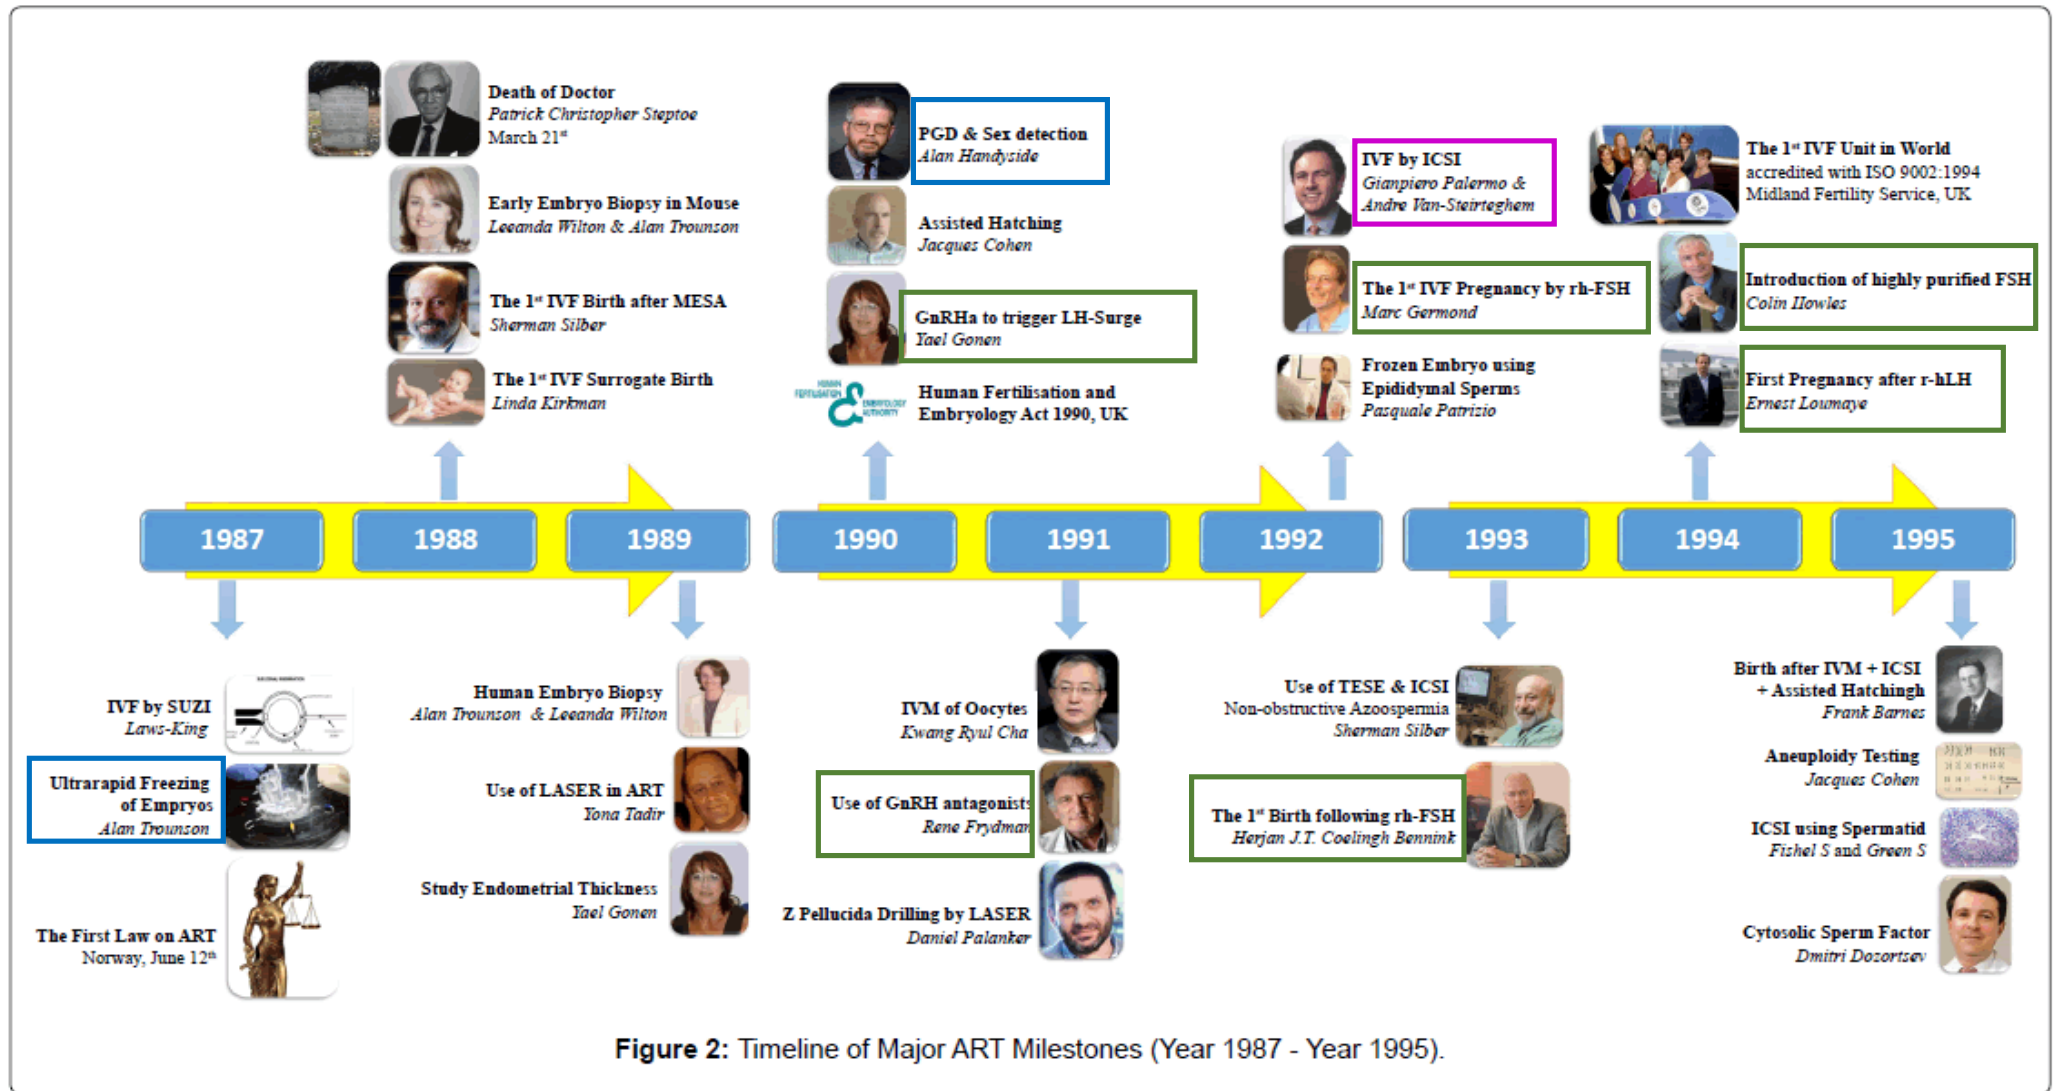 Death of Doctor
Patrick Christopher Steptoe
March 21st
Early Embryo Biopsy in Mouse
Leeanda Wilton & Alan Trounson
The 1st IVF Birth after MESA
Sherman Silber
The 1st IVF Surrogate Birth
Linda Kirkman
PGD & Sex detection
Alan Handyside
Assisted Hatching
Jacques Cohen
GnRHa to trigger LH-Surge
Yael Gonen
HUMAN
FERTILISATION
EMBRYOLOGY
AUTHORITY
Human Fertilisation and
Embryology Act 1990, UK
IVF by ICSI
Gianpiero Palermo &
Andre Van-Steirteghem
The 1st IVF Pregnancy by rh-FSH
Marc Germond
Frozen Embryo using
Epididymal Sperms
Pasquale Patrizio
The 1st IVF Unit in World
accredited with ISO 9002:1994
Midland Fertility Service, UK
Introduction of highly purified FSH
Colin Howles
First Pregnancy after r-hLH
Ernest Loumaye
1987
1988
1989
1990
1991
1992
1993
1994
1995
IVF by SUZI
Laws-King
Ultrarapid Freezing
of Empryos
Alan Trounson
The First Law on ART
Norway, June 12th
Human Embryo Biopsy
Alan Trounson & Leeanda Wilton
Use of LASER in ART
Yona Tadir
Study Endometrial Thickness
Yael Gonen
IVM of Oocytes
Kwang Ryul Cha
Use of GnRH antagonists
Rene Frydman
Z Pellucida Drilling by LASER
Daniel Palanker
Use of TESE & ICSI
Non-obstructive Azoospermia
Sherman Silber
The 1st Birth following rh-FSH
Herjan J.T. Coelingh Bennink
Birth after IVM + ICSI
+ Assisted Hatchingh
Frank Barnes
Aneuploidy Testing
Jacques Cohen
ICSI using Spermatid
Fishel S and Green S
Cytosolic Sperm Factor
Dmitri Dozortsev
Figure 2: Timeline of Major ART Milestones (Year 1987 - Year 1995).